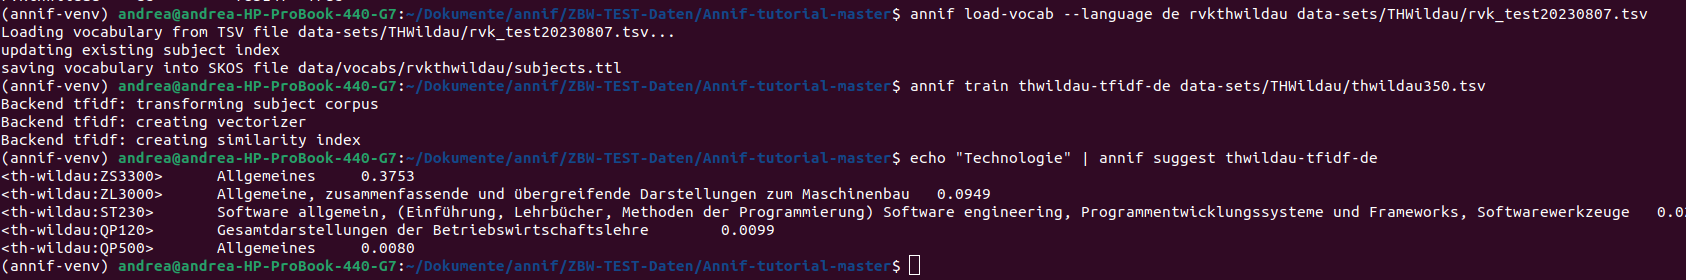 (annif-venv) andrea@andrea-HP-ProBook-440-G7:~/Dokumente/annif/ZBW-TEST-Daten/Annif-tutorial-master$ annif load-vocab --language de rvkthwildau data-sets/THWildau/rvk_test20230807.tsv
Loading vocabulary from TSV file data-sets/THWildau/rvk_test20230807.tsv...
updating existing subject index
saving vocabulary into SKOS file data/vocabs/rvkthwildau/subjects.ttl
(annif-venv) andrea@andrea-HP-ProBook-440-G7:~/Dokumente/annif/ZBW-TEST-Daten/Annif-tutorial-master$ annif train thwildau-tfidf-de data-sets/THWildau/thwildau350.tsv
Backend tfidf: transforming subject corpus
Backend tfidf: creating vectorizer
Backend tfidf: creating similarity index
(annif-venv) andrea@andrea-HP-ProBook-440-G7:~/Dokumente/annif/ZBW-TEST-Daten/Annif-tutorial-master$ echo "Technologie" | annif suggest thwildau-tfidf-de
<th-wildau:ZS3300> Allgemeines 0.3753
<th-wildau:ZL3000> Allgemeine, zusammenfassende und übergreifende Darstellungen zum Maschinenbau 0.0949
<th-wildau:ST230> Software allgemein, (Einführung, Lehrbücher, Methoden der Programmierung) Software engineering, Programmentwicklungssysteme und Frameworks, Softwarewerkzeuge
<th-wildau:QP120> Gesamtdarstellungen der Betriebswirtschaftslehre 0.0099
<th-wildau:QP500> Allgemeines 0.0080
(annif-venv) andrea@andrea-HP-ProBook-440-G7:~/Dokumente/annif/ZBW-TEST-Daten/Annif-tutorial-master$